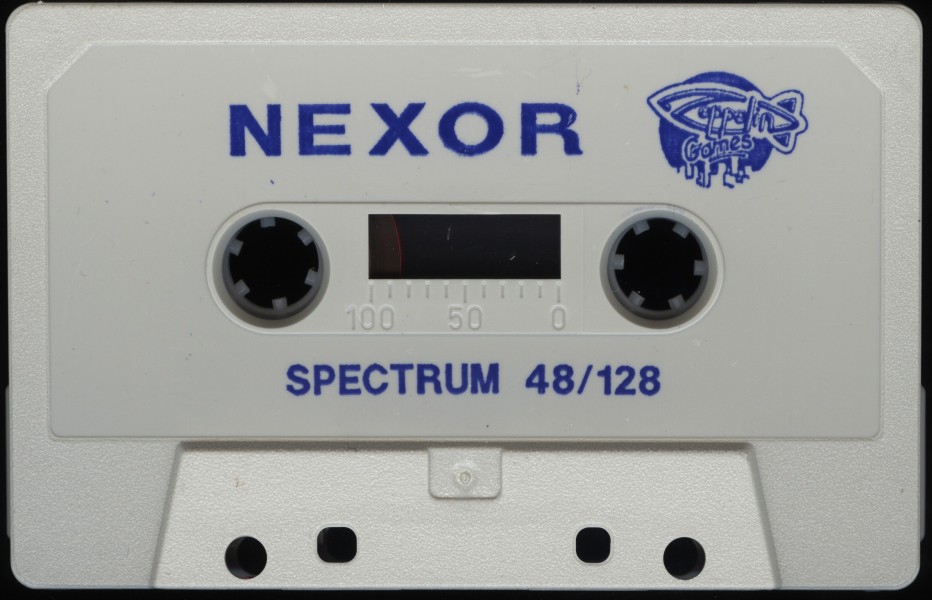 NEXOR
Zeppelin
Games
100 50 0
SPECTRUM 48/128